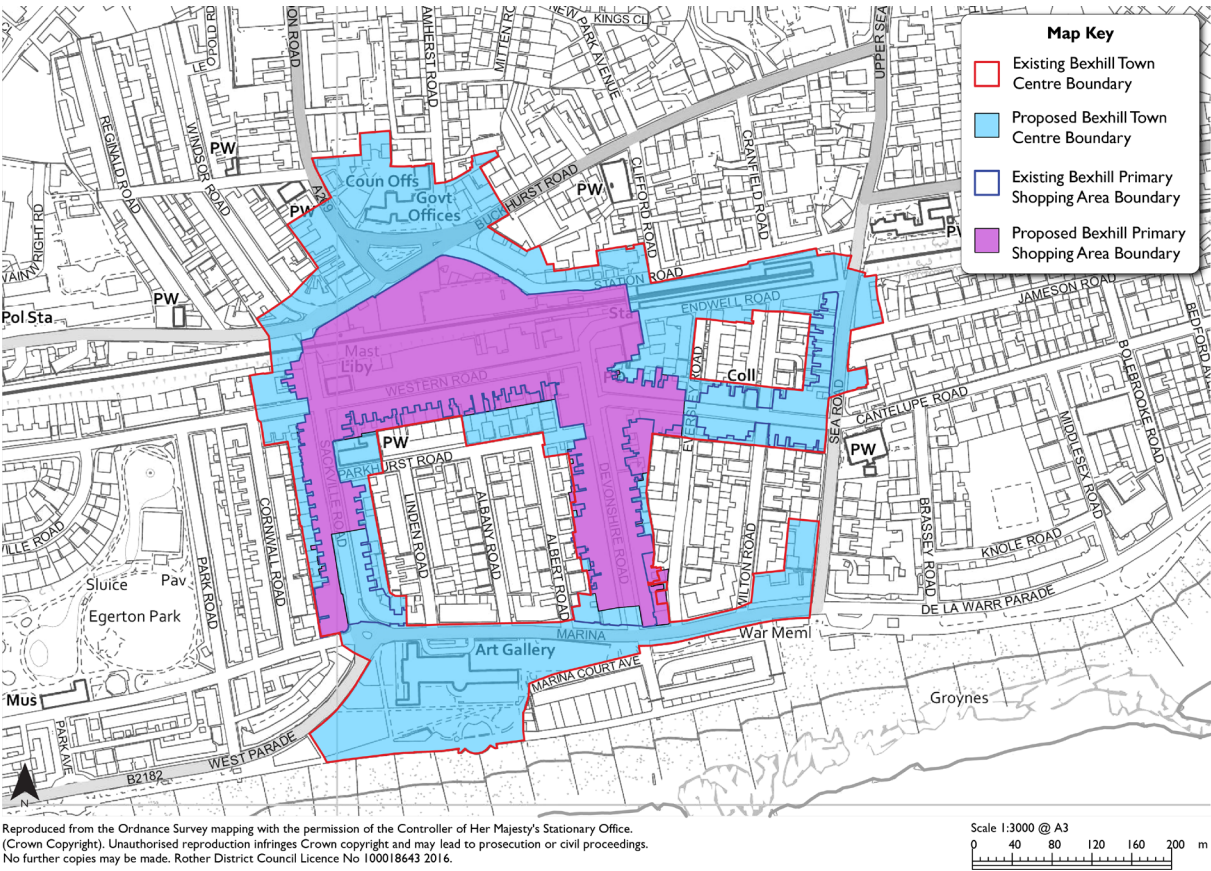 Map Key
Existing Bexhill Town
Centre Boundary
Proposed Bexhill Town
Centre Boundary
Existing Bexhill Primary
Shopping Area Boundary
Proposed Bexhill Primary
Shopping Area Boundary
KINGS CL
NEW PARK AVENUE
AMHERST ROAD
UPPER SEA
REGINALD ROAD
WINDSOR ROAD
PW
PW
A269
Coun Offs
Govt
Offices
BUCKHURST ROAD
PW
CLIFFORD ROAD
CRANFIELD ROAD
STATION ROAD
ENDWELL ROAD
JAMESON ROAD
PW
Pol Sta
Sta
Mast
Liby
WESTERN ROAD
Coll
BOLEBROOKE ROAD
SEA ROAD
CANTELUPE ROAD
PW
PARKHURST ROAD
PW
SACKVILLE ROAD
DEVONSHIRE ROAD
MIDDLESEX ROAD
CORNWALL ROAD
LINDEN ROAD
ALBANY ROAD
ALBERT ROAD
WILTON ROAD
BRASSEY ROAD
KNOLE ROAD
PARK ROAD
Sluice
Pav
Egerton Park
DE LA WARR PARADE
MARINA
War Meml
Art Gallery
MARINA COURT AVE
Mus
Groynes
PARK AVE
WEST PARADE
B2182
N
Reproduced from the Ordnance Survey mapping with the permission of the Controller of Her Majesty's Stationary Office.
(Crown Copyright). Unauthorised reproduction infringes Crown copyright and may lead to prosecution or civil proceedings.
No further copies may be made. Rother District Council Licence No 100018643 2016.
Scale 1:3000 @ A3
0 40 80 120 160 200 m